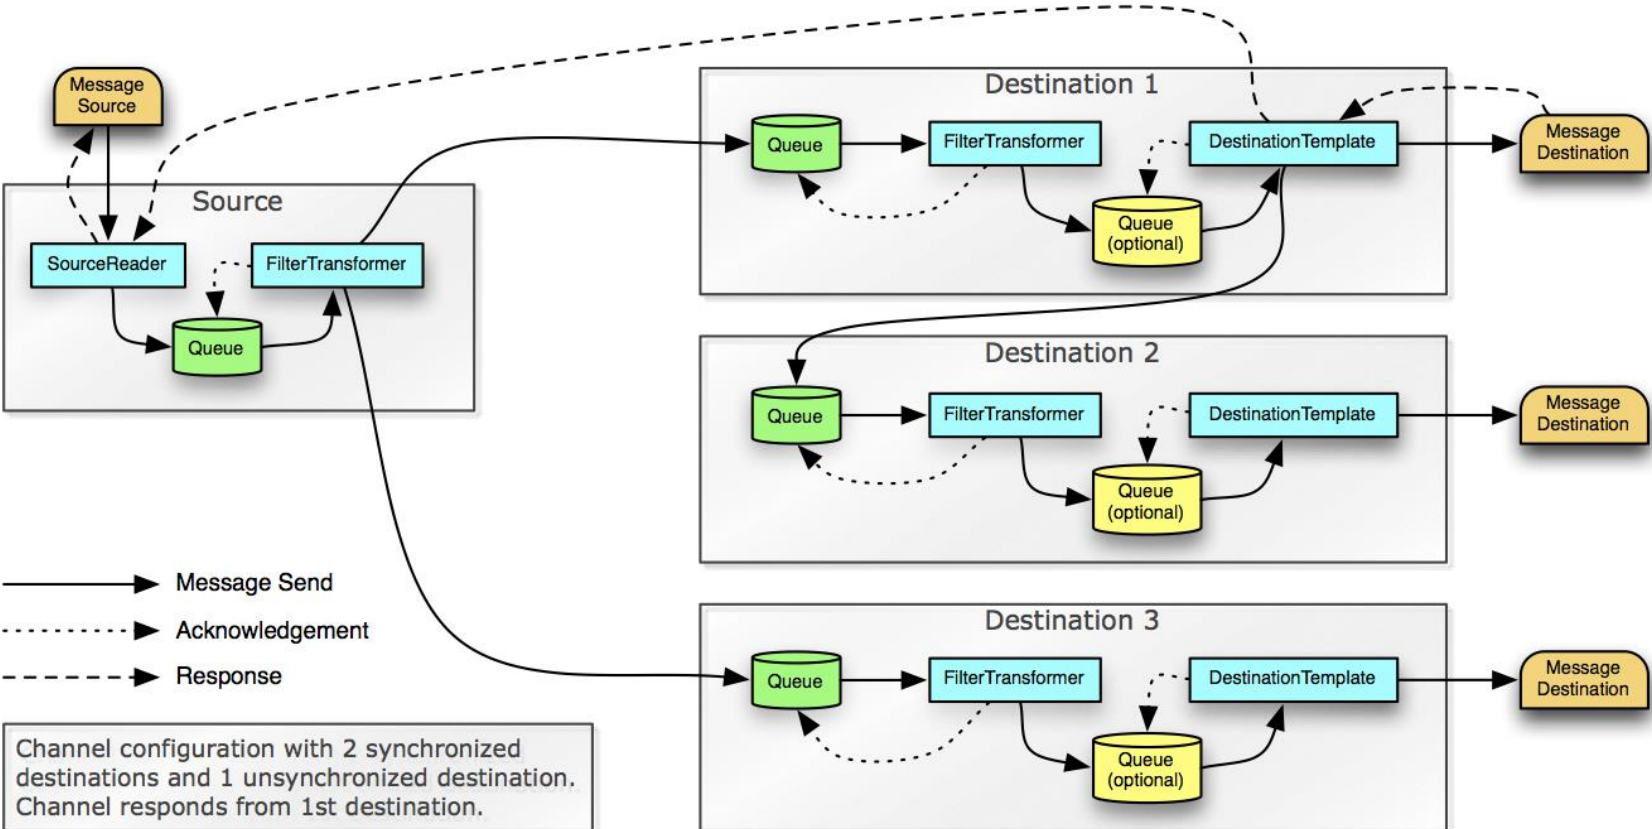 Message
Source
Source
SourceReader
FilterTransformer
Queue
Destination 1
Queue
FilterTransformer
DestinationTemplate
Queue
(optional)
Message
Destination
Destination 2
Queue
FilterTransformer
DestinationTemplate
Queue
(optional)
Message
Destination
Destination 3
Queue
FilterTransformer
DestinationTemplate
Queue
(optional)
Message
Destination
Message Send
Acknowledgement
Response
Channel configuration with 2 synchronized
destinations and 1 unsynchronized destination.
Channel responds from 1st destination.